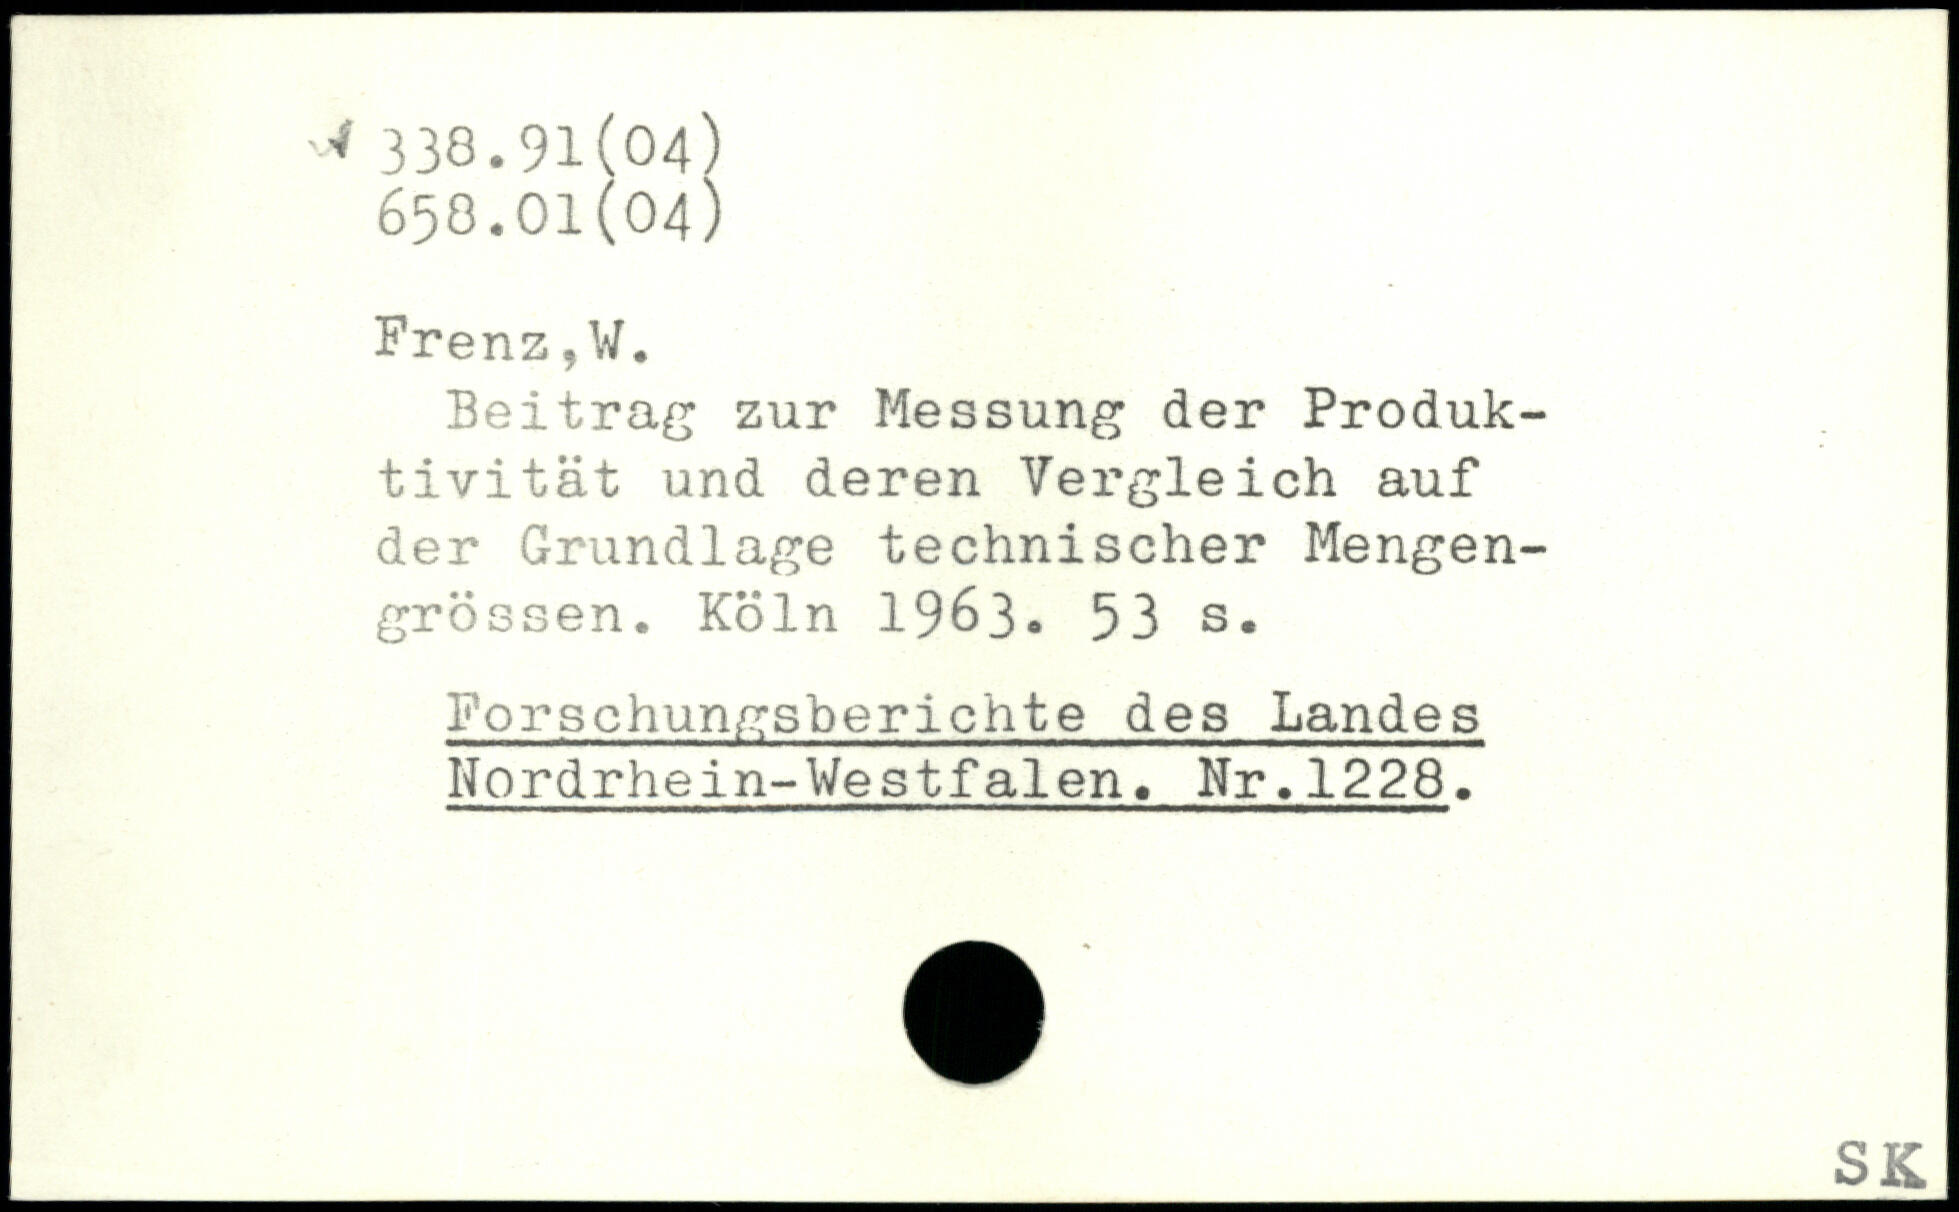 338.91(04)
658.01(04)
Frenz,W.
Beitrag zur Messung der Produk-
tivität und deren Vergleich auf
der Grundlage technischer Mengen-
grössen. Köln 1963. 53 s.
Forschungsberichte des Landes
Nordrhein-Westfalen. Nr.1228.
SK